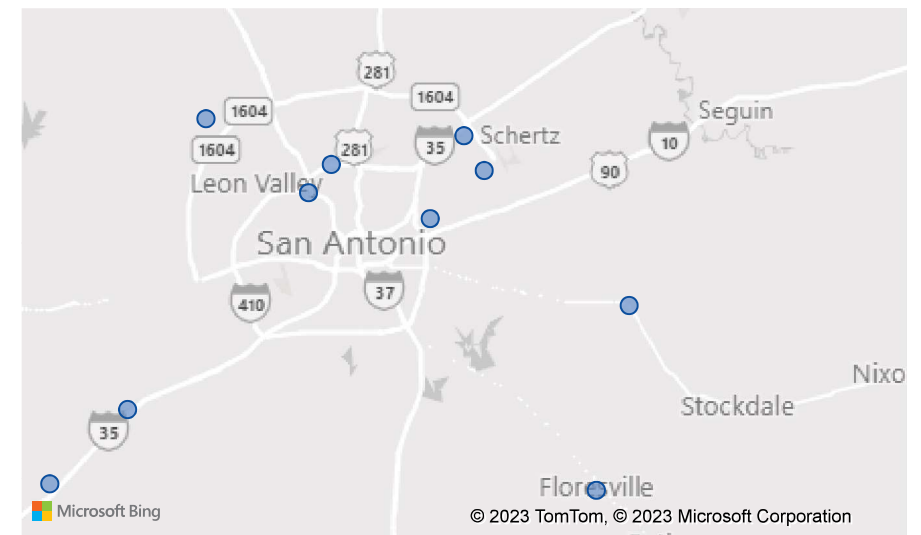 281
1604
1604
Seguin
Schertz
281
35
10
1604
90
Leon Valley
San Antonio
37
410
Nixo
Stockdale
35
Floresville
Microsoft Bing
© 2023 TomTom, © 2023 Microsoft Corporation